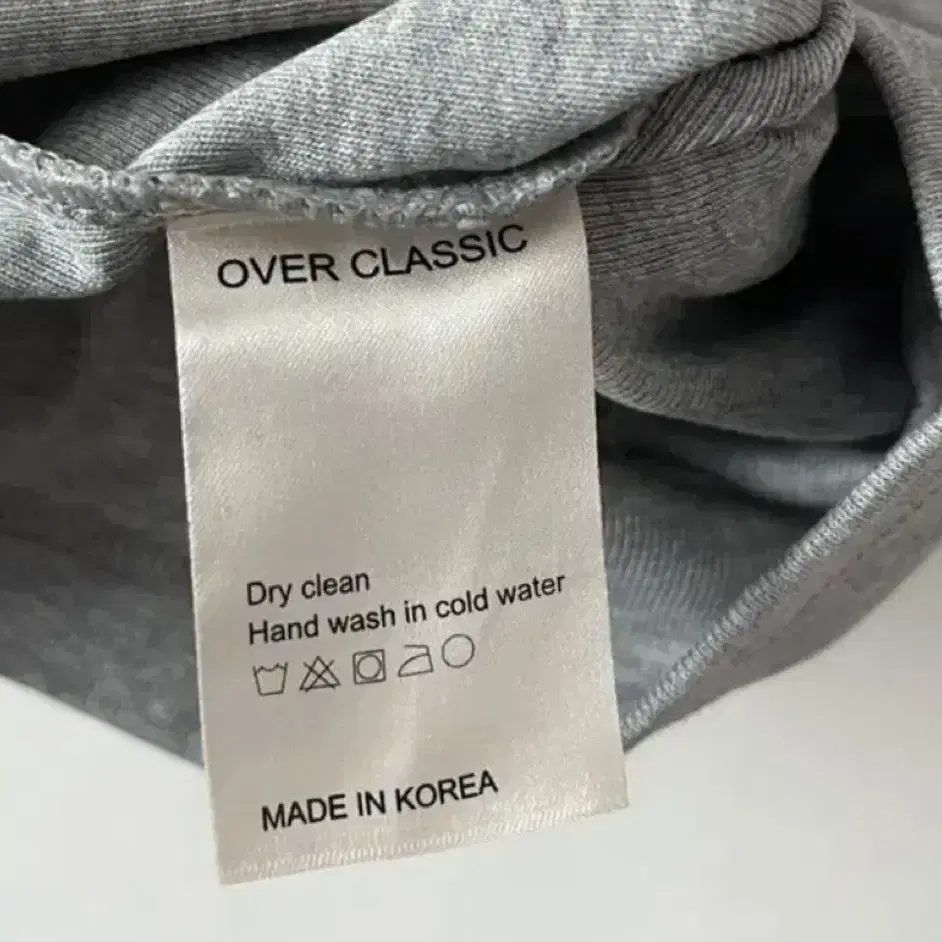 OVER CLASSIC
Dry clean
Hand wash in cold water
MADE IN KOREA